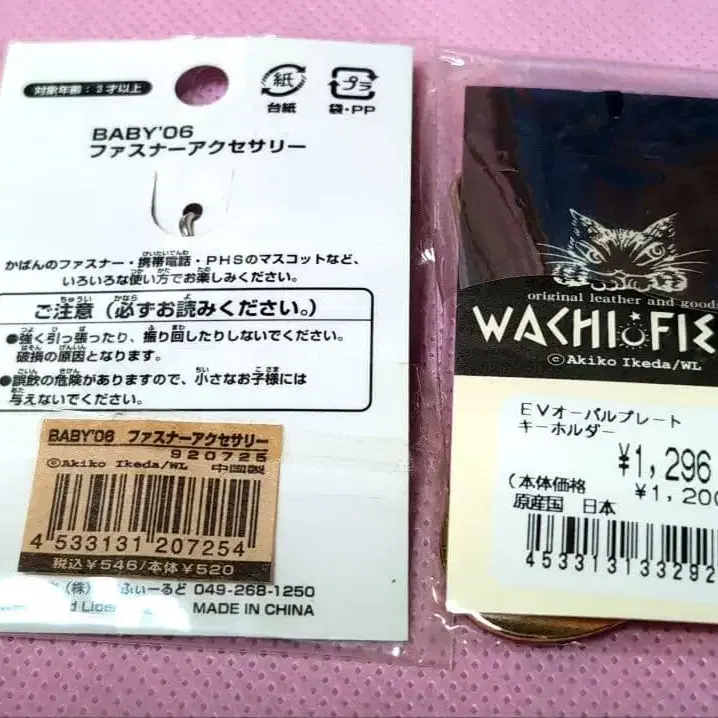 対象年齢：3才以上
紙
台紙
プラ
袋・PP
BABY'06
ファスナーアクセサリー
かばんのファスナー・携帯電話・PHSのマスコットなど、
いろいろな使い方でお楽しみください。
ご注意（必ずお読みください。）
●強く引っ張ったり、振り回したりしないでください。
破損の原因となります。
●誤飲の危険がありますので、小さなお子様には
与えないでください。
BABY'06 ファスナーアクセサリー
920725
©Akiko Ikeda/WL 中国製
4 533131 207254
税込¥546/本体¥520
(株) ふぃーるど 049-268-1250
MADE IN CHINA
original leather and goods
WACHI FIE
©Akiko Ikeda/WL
EVオーバルプレート
キーホルダー
¥1,296
(本体価格 ¥1,200
原産国 日本
453313133292